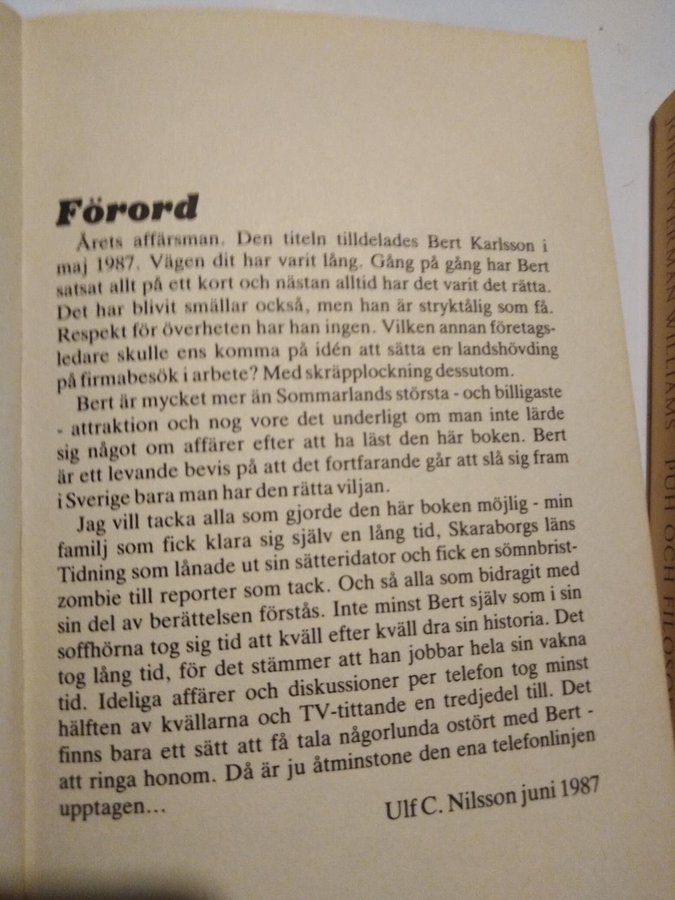 Förord
Årets affärsman. Den titeln tilldelades Bert Karlsson i
maj 1987. Vägen dit har varit lång. Gång på gång har Bert
satsat allt på ett kort och nästan alltid har det varit det rätta.
Det har blivit smällar också, men han är stryktålig som få.
Respekt för överheten har han ingen. Vilken annan företags-
ledare skulle ens komma på idén att sätta en landshövding
på firmabesök i arbete? Med skräpplockning dessutom.
Bert är mycket mer än Sommarlands största - och billigaste
- attraktion och nog vore det underligt om man inte lärde
sig något om affärer efter att ha läst den här boken. Bert
är ett levande bevis på att det fortfarande går att slå sig fram
i Sverige bara man har den rätta viljan.
Jag vill tacka alla som gjorde den här boken möjlig - min
familj som fick klara sig själv en lång tid, Skaraborgs läns
Tidning som lånade ut sin sätteridator och fick en sömnbrist-
zombie till reporter som tack. Och så alla som bidragit med
sin del av berättelsen förstås. Inte minst Bert själv som i sin
soffhörna tog sig tid att kväll efter kväll dra sin historia. Det
tog lång tid, för det stämmer att han jobbar hela sin vakna
tid. Ideliga affärer och diskussioner per telefon tog minst
hälften av kvällarna och TV-tittande en tredjedel till. Det
finns bara ett sätt att få tala någorlunda ostört med Bert -
att ringa honom. Då är ju åtminstone den ena telefonlinjen
upptagen...
Ulf C. Nilsson juni 1987
JOHN TYERMAN WILLIAMS PUH OCH